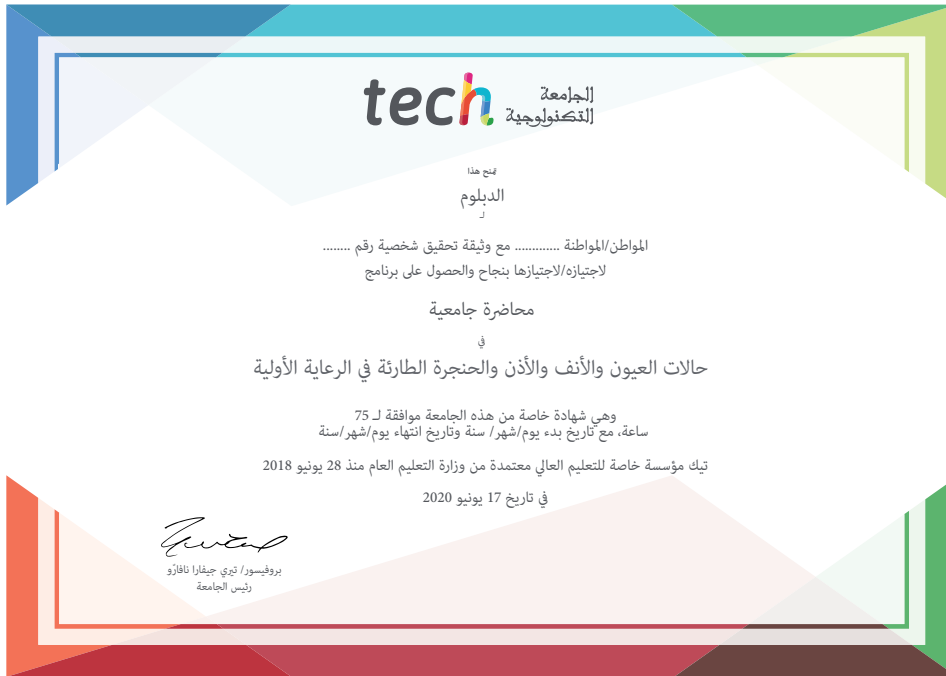 tech الجامعة
التكنولوجية
يمنح هذا
الدبلوم
لـ
المواطن/المواطنة ............ مع وثيقة تحقيق شخصية رقم ........
لاجتيازه/لاجتيازها بنجاح والحصول على برنامج
محاضرة جامعية
في
حالات العيون والأنف والأذن والحنجرة الطارئة في الرعاية الأولية
وهي شهادة خاصة من هذه الجامعة موافقة لـ 75
ساعة، مع تاريخ بدء يوم/شهر/ سنة وتاريخ انتهاء يوم/شهر/سنة
تيك مؤسسة خاصة للتعليم العالي معتمدة من وزارة التعليم العام منذ 28 يونيو 2018
في تاريخ 17 يونيو 2020
بروفيسور/ تيري جيفارا نافارّو
رئيس الجامعة